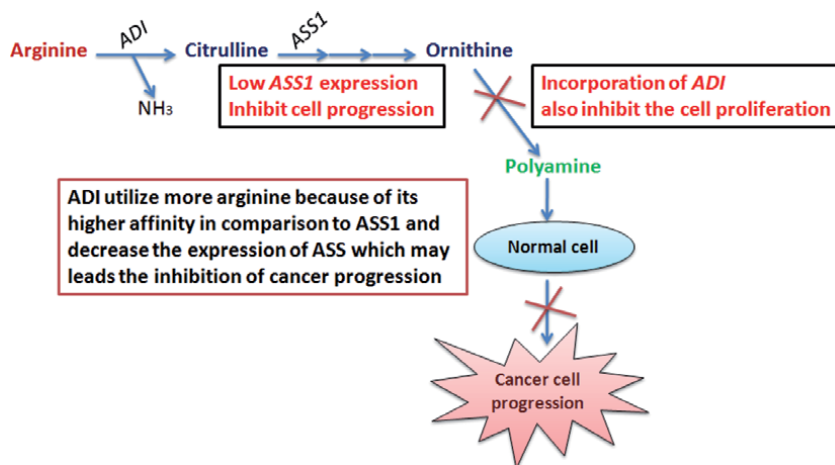 Arginine
ADI
Citrulline
ASS1
Ornithine
NH3
Low ASS1 expression
Inhibit cell progression
Incorporation of ADI
also inhibit the cell proliferation
Polyamine
ADI utilize more arginine because of its
higher affinity in comparison to ASS1 and
decrease the expression of ASS which may
leads the inhibition of cancer progression
Normal cell
Cancer cell
progression